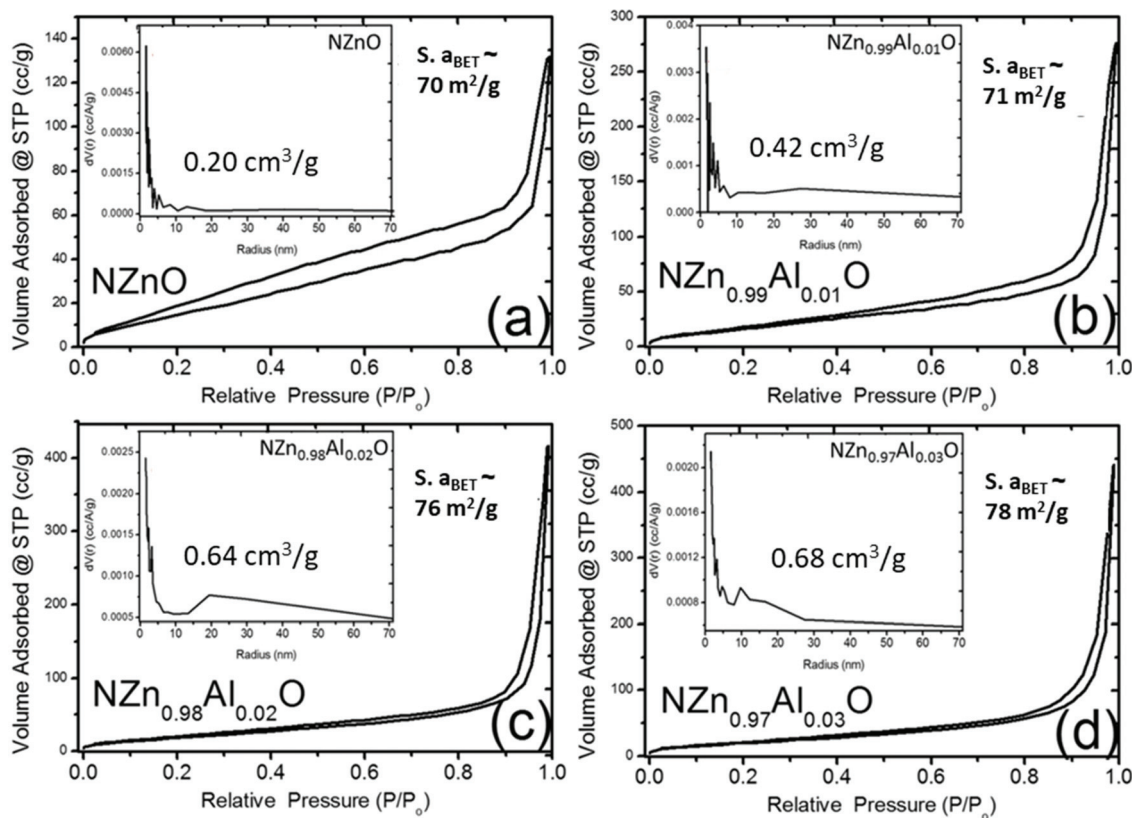 NZnO
S. a_BET ~
70 m²/g
0.20 cm³/g
dV(r) (cc/A/g)
0.0060
0.0045
0.0030
0.0015
0.0000
0 10 20 30 40 50 60 70
Radius (nm)
Volume Adsorbed @ STP (cc/g)
140
120
100
80
60
40
20
0
NZnO
(a)
0.0 0.2 0.4 0.6 0.8 1.0
Relative Pressure (P/P₀)
NZn₀.₉₉Al₀.₀₁O
S. a_BET ~
71 m²/g
0.42 cm³/g
dV(r) (cc/A/g)
0.004
0.003
0.002
0.001
0.000
0 10 20 30 40 50 60 70
Radius (nm)
Volume Adsorbed @ STP (cc/g)
300
250
200
150
100
50
0
NZn₀.₉₉Al₀.₀₁O
(b)
0.0 0.2 0.4 0.6 0.8 1.0
Relative Pressure (P/P₀)
NZn₀.₉₈Al₀.₀₂O
S. a_BET ~
76 m²/g
0.64 cm³/g
dV(r) (cc/A/g)
0.0025
0.0020
0.0015
0.0010
0.0005
0 10 20 30 40 50 60 70
Radius (nm)
Volume Adsorbed @ STP (cc/g)
400
300
200
100
0
NZn₀.₉₈Al₀.₀₂O
(c)
0.0 0.2 0.4 0.6 0.8 1.0
Relative Pressure (P/P₀)
NZn₀.₉₇Al₀.₀₃O
S. a_BET ~
78 m²/g
0.68 cm³/g
dV(r) (cc/A/g)
0.0020
0.0016
0.0012
0.0008
0 10 20 30 40 50 60 70
Radius (nm)
Volume Adsorbed @ STP (cc/g)
500
400
300
200
100
0
NZn₀.₉₇Al₀.₀₃O
(d)
0.0 0.2 0.4 0.6 0.8 1.0
Relative Pressure (P/P₀)